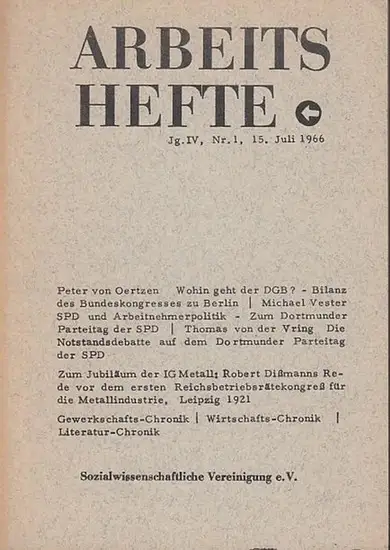 ARBEITS
HEFTE
Jg.IV, Nr.1, 15. Juli 1966
Peter von Oertzen Wohin geht der DGB? - Bilanz
des Bundeskongresses zu Berlin | Michael Vester
SPD und Arbeitnehmerpolitik - Zum Dortmunder
Parteitag der SPD | Thomas von der Vring Die
Notstandsdebatte auf dem Dortmunder Parteitag
der SPD
Zum Jubiläum der IG Metall: Robert Dißmanns Re-
de vor dem ersten Reichsbetriebsrätekongreß für
die Metallindustrie, Leipzig 1921
Gewerkschafts-Chronik | Wirtschafts-Chronik |
Literatur-Chronik
Sozialwissenschaftliche Vereinigung e.V.